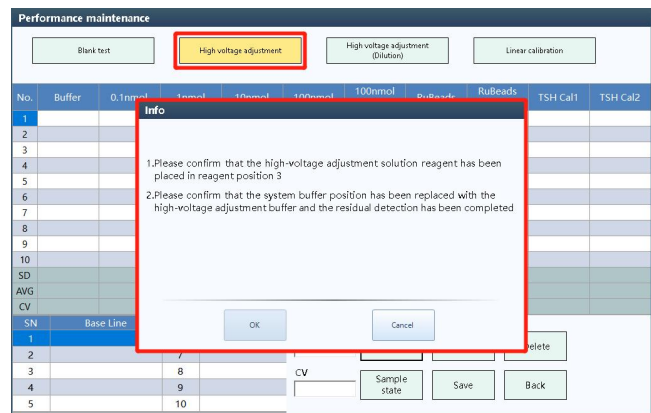 Performance maintenance
Blank test
High voltage adjustment
High voltage adjustment
(Dilution)
Linear calibration
No. Buffer 0.1nmol 1nmol 10nmol 100nmol 100nmol RuBeads RuBeads TSH Cal1 TSH Cal2
Info
1
2
3
4
5
6
7
8
9
10
SD
AVG
CV
1.Please confirm that the high-voltage adjustment solution reagent has been
placed in reagent position 3
2.Please confirm that the system buffer position has been replaced with the
high-voltage adjustment buffer and the residual detection has been completed
OK
Cancel
SN Base Line
1
2 7
3 8
4 9
5 10
CV
Delete
Sample
state
Save
Back